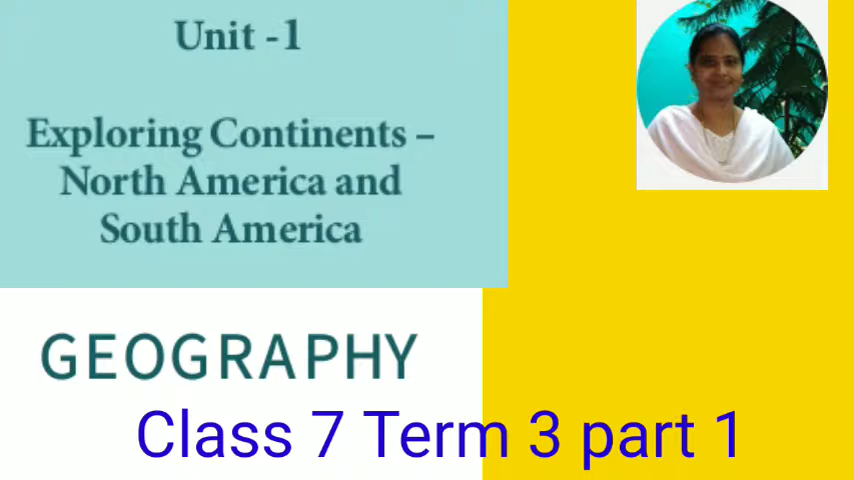 Unit -1
Exploring Continents –
North America and
South America
GEOGRAPHY
Class 7 Term 3 part 1